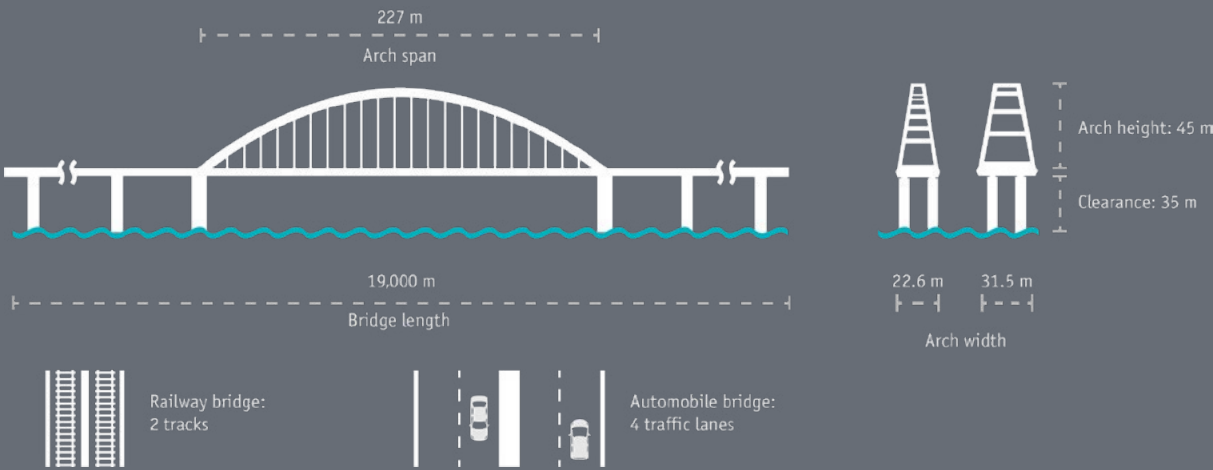 227 m
Arch span
Arch height: 45 m
Clearance: 35 m
19,000 m
Bridge length
22.6 m
31.5 m
Arch width
Railway bridge:
2 tracks
Automobile bridge:
4 traffic lanes